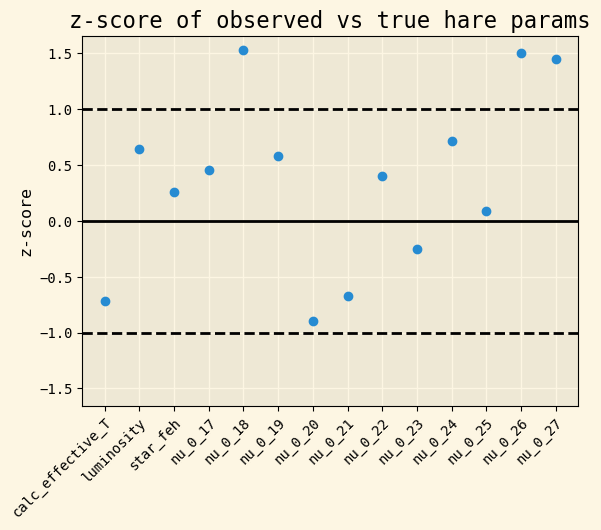 z-score of observed vs true hare params
z-score
1.5
1.0
0.5
0.0
−0.5
−1.0
−1.5
calc_effective_T
luminosity
star_feh
nu_0_17
nu_0_18
nu_0_19
nu_0_20
nu_0_21
nu_0_22
nu_0_23
nu_0_24
nu_0_25
nu_0_26
nu_0_27